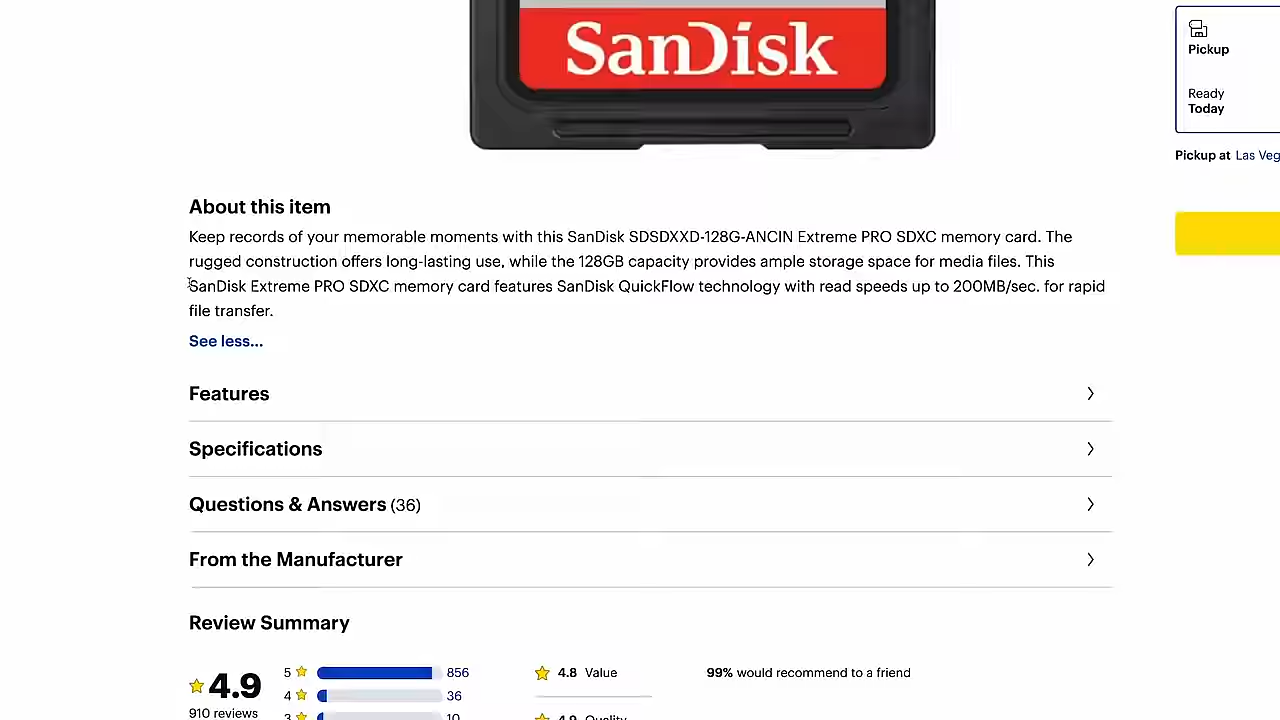 SanDisk
Pickup
Ready
Today
Pickup at Las Veg
About this item
Keep records of your memorable moments with this SanDisk SDSDXXD-128G-ANCIN Extreme PRO SDXC memory card. The
rugged construction offers long-lasting use, while the 128GB capacity provides ample storage space for media files. This
SanDisk Extreme PRO SDXC memory card features SanDisk QuickFlow technology with read speeds up to 200MB/sec. for rapid
file transfer.
See less...
Features
Specifications
Questions & Answers (36)
From the Manufacturer
Review Summary
4.9
910 reviews
5 856
4 36
3 10
4.8 Value
4.9 Quality
99% would recommend to a friend